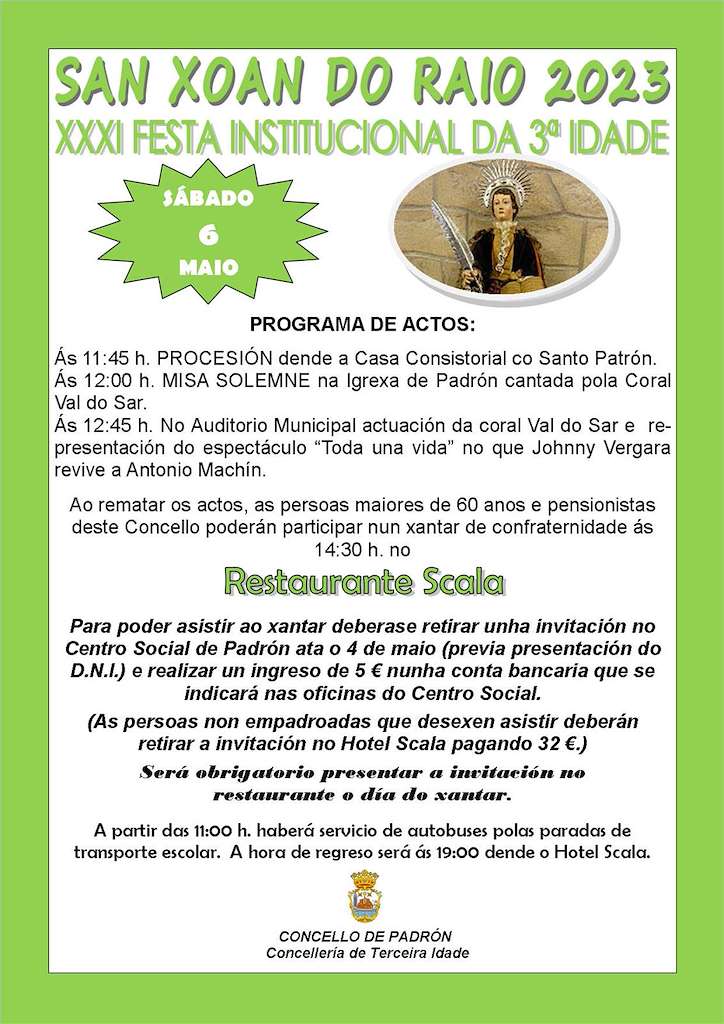 SAN XOAN DO RAIO 2023
XXXI FESTA INSTITUCIONAL DA 3ª IDADE
SÁBADO
6
MAIO
PROGRAMA DE ACTOS:
Ás 11:45 h. PROCESIÓN dende a Casa Consistorial co Santo Patrón.
Ás 12:00 h. MISA SOLEMNE na Igrexa de Padrón cantada pola Coral
Val do Sar.
Ás 12:45 h. No Auditorio Municipal actuación da coral Val do Sar e re-
presentación do espectáculo “Toda una vida” no que Johnny Vergara
revive a Antonio Machín.
Ao rematar os actos, as persoas maiores de 60 anos e pensionistas
deste Concello poderán participar nun xantar de confraternidade ás
14:30 h. no
Restaurante Scala
Para poder asistir ao xantar deberase retirar unha invitación no
Centro Social de Padrón ata o 4 de maio (previa presentación do
D.N.I.) e realizar un ingreso de 5 € nunha conta bancaria que se
indicará nas oficinas do Centro Social.
(As persoas non empadroadas que desexen asistir deberán
retirar a invitación no Hotel Scala pagando 32 €.)
Será obrigatorio presentar a invitación no
restaurante o día do xantar.
A partir das 11:00 h. haberá servicio de autobuses polas paradas de
transporte escolar. A hora de regreso será ás 19:00 dende o Hotel Scala.
CONCELLO DE PADRÓN
Concellería de Terceira Idade